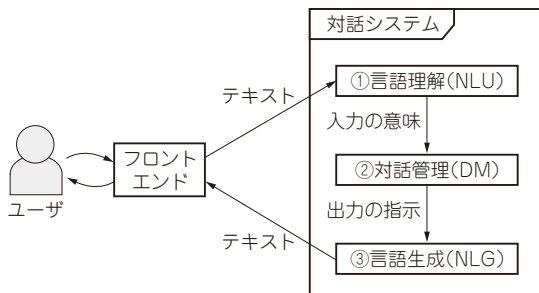 対話システム
①言語理解(NLU)
テキスト
入力の意味
フロント
エンド
②対話管理(DM)
ユーザ
出力の指示
テキスト
③言語生成(NLG)